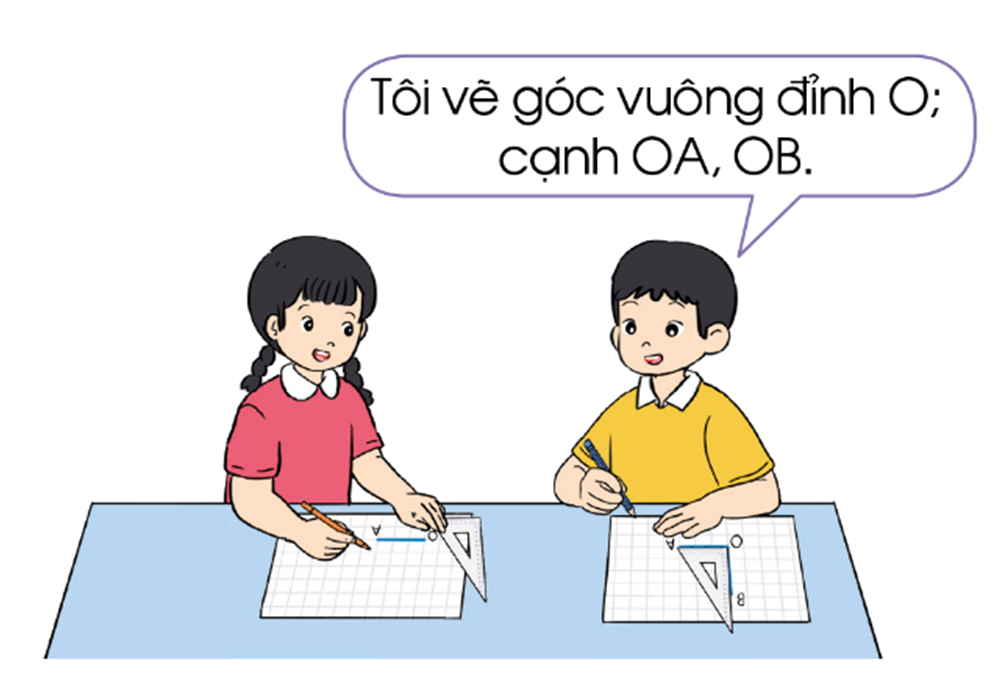 Tôi vẽ góc vuông đỉnh O;
cạnh OA, OB.
A O
A O
B